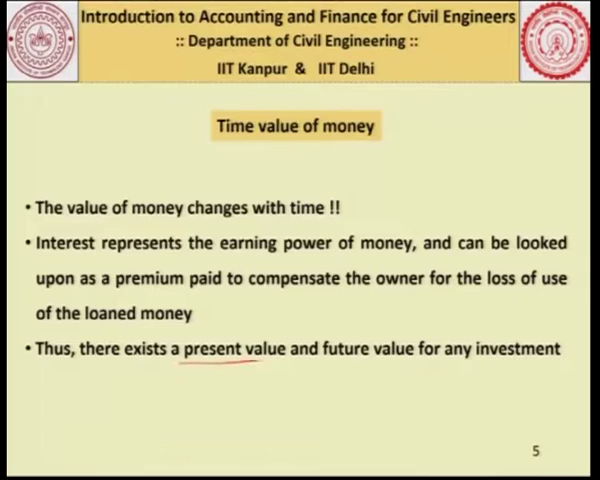 Introduction to Accounting and Finance for Civil Engineers
:: Department of Civil Engineering ::
IIT Kanpur & IIT Delhi
Time value of money
• The value of money changes with time !!
• Interest represents the earning power of money, and can be looked
upon as a premium paid to compensate the owner for the loss of use
of the loaned money
• Thus, there exists a present value and future value for any investment
5